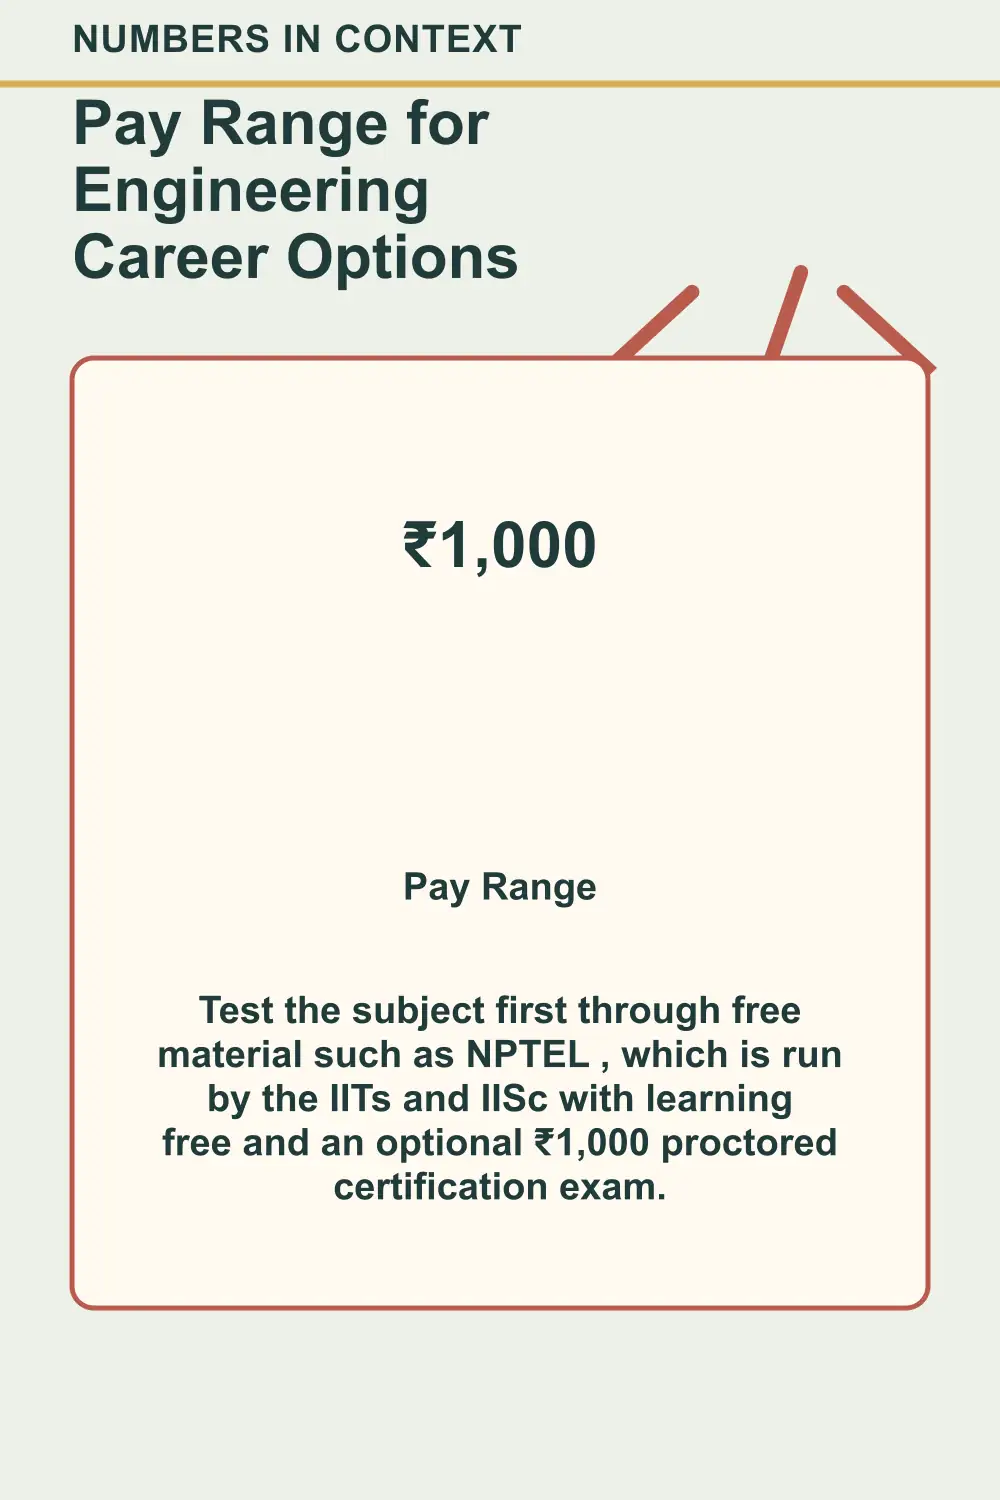 NUMBERS IN CONTEXT
Pay Range for
Engineering
Career Options
₹1,000
Pay Range
Test the subject first through free
material such as NPTEL , which is run
by the IITs and IISc with learning
free and an optional ₹1,000 proctored
certification exam.